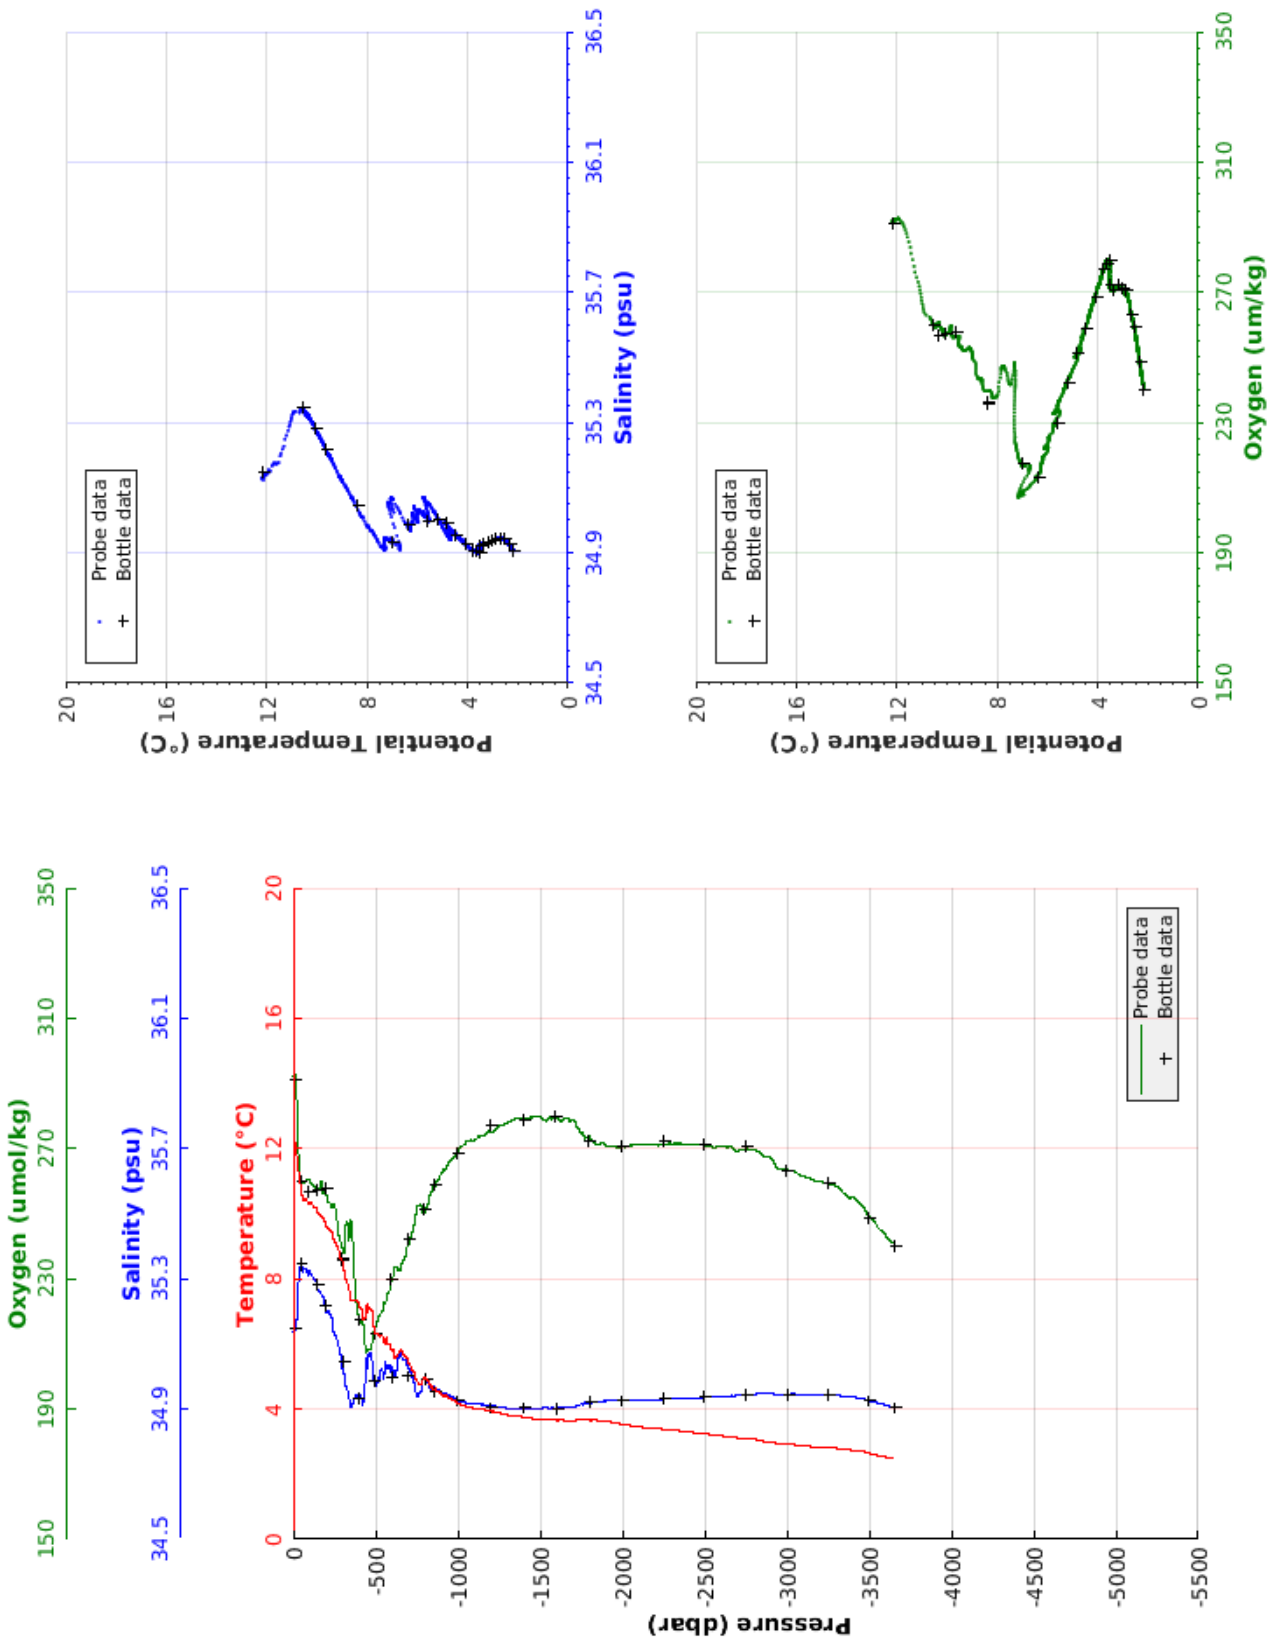 Oxygen (umol/kg)
150 190 230 270 310 350
Salinity (psu)
34.5 34.9 35.3 35.7 36.1 36.5
Temperature (°C)
0 4 8 12 16 20
0
-500
-1000
-1500
-2000
-2500
-3000
-3500
-4000
-4500
-5000
-5500
Pressure (dbar)
Probe data
Bottle data
20
16
12
8
4
0
Potential Temperature (°C)
Probe data
Bottle data
34.5 34.9 35.3 35.7 36.1 36.5
Salinity (psu)
20
16
12
8
4
0
Potential Temperature (°C)
Probe data
Bottle data
150 190 230 270 310 350
Oxygen (um/kg)